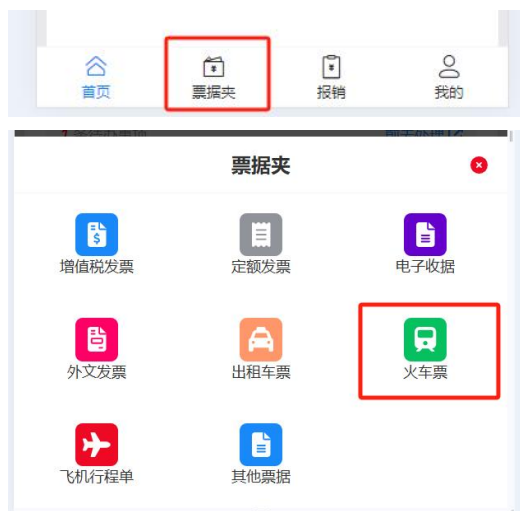 首页 票据夹 报销 我的
票据夹
增值税发票 定额发票 电子收据
外文发票 出租车票 火车票
飞机行程单 其他票据